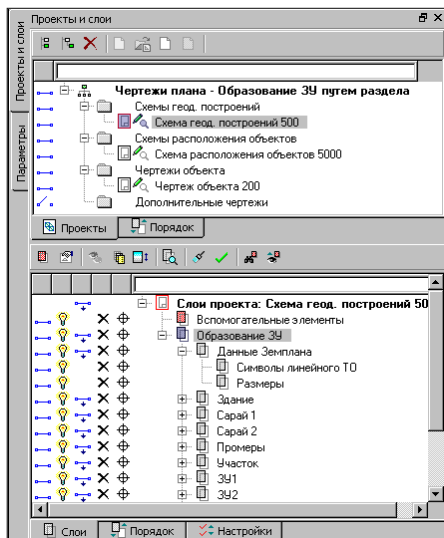 Проекты и слои
Проекты и слои
Параметры
Чертежи плана - Образование ЗУ путем раздела
Схемы геод. построений
Схема геод. построений 500
Схемы расположения объектов
Схема расположения объектов 5000
Чертежи объекта
Чертеж объекта 200
Дополнительные чертежи
Проекты
Порядок
Слои проекта: Схема геод. построений 50
Вспомогательные элементы
Образование ЗУ
Данные Земплана
Символы линейного ТО
Размеры
Здание
Сарай 1
Сарай 2
Промеры
Участок
ЗУ1
ЗУ2
Слои
Порядок
Настройки